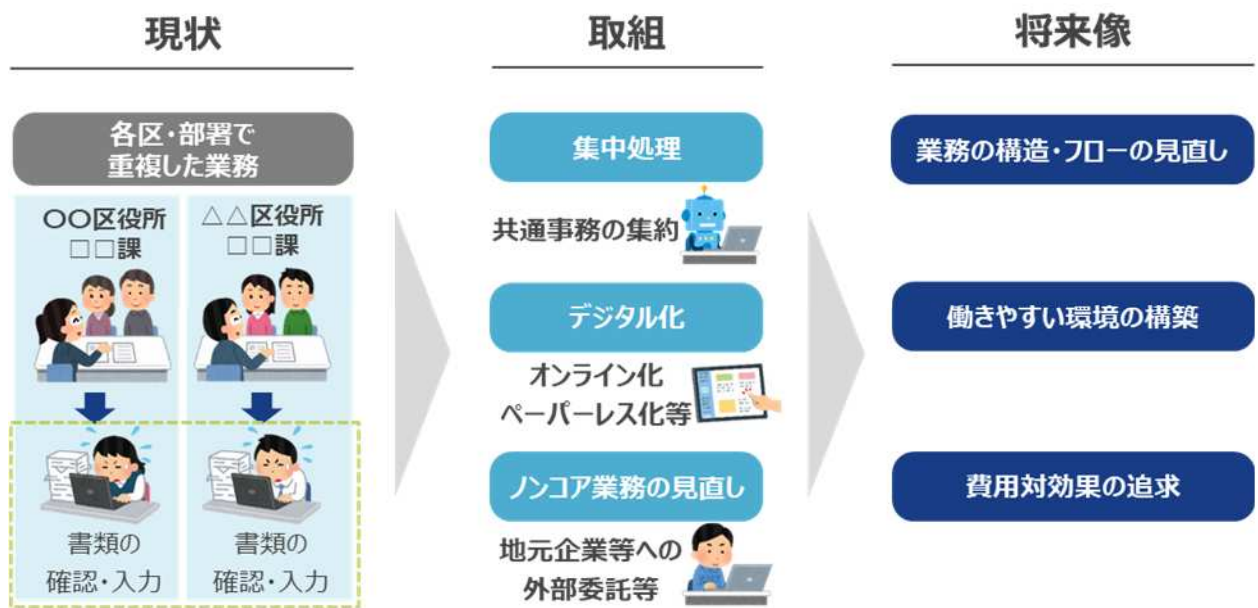 現状
各区・部署で
重複した業務
〇〇区役所
□□課
△△区役所
□□課
書類の
確認・入力
書類の
確認・入力
取組
集中処理
共通事務の集約
デジタル化
オンライン化
ペーパーレス化等
ノンコア業務の見直し
地元企業等への
外部委託等
将来像
業務の構造・フローの見直し
働きやすい環境の構築
費用対効果の追求